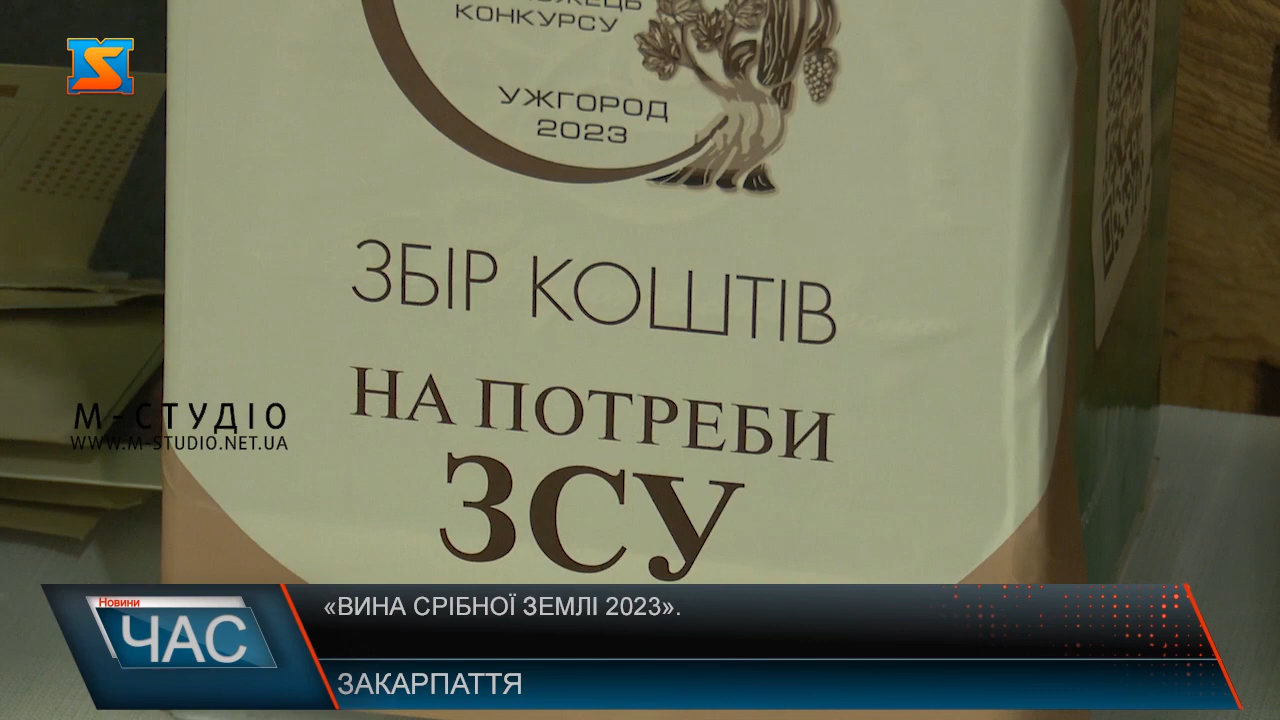 КОНКУРСУ
УЖГОРОД
2023
ЗБІР КОШТІВ
НА ПОТРЕБИ
ЗСУ
М-СТУДІО
WWW.M-STUDIO.NET.UA
Новини
ЧАС
«ВИНА СРІБНОЇ ЗЕМЛІ 2023».
ЗАКАРПАТТЯ